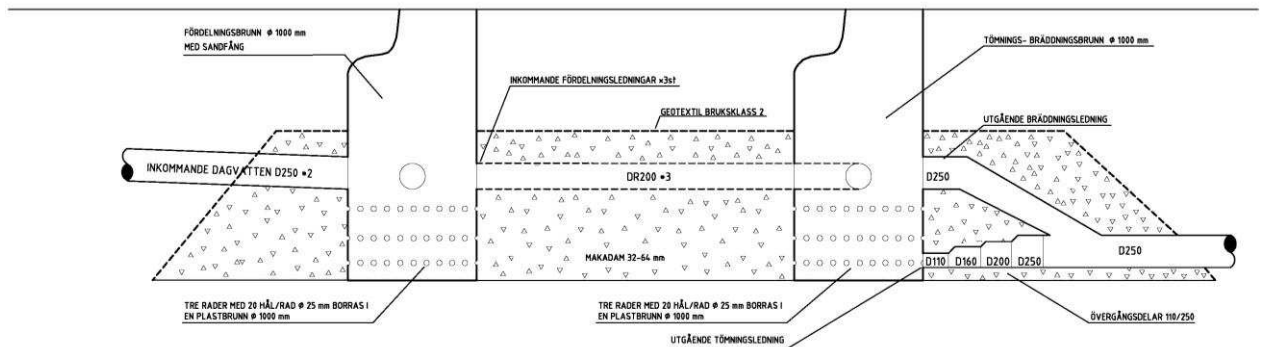 FÖRDELNINGSBRUNN ϕ 1000 mm
MED SANDFÅNG
TÖMNINGS- BRÄDDNINGSBRUNN ϕ 1000 mm
INKOMMANDE FÖRDELNINGSLEDNINGAR ×3st
GEOTEXTIL BRUKSKLASS 2
UTGÅENDE BRÄDDNINGSLEDNING
INKOMMANDE DAGVATTEN D250 *2
DR200 *3
D250
D250
MAKADAM 32-64 mm
D110
D160
D200
D250
TRE RADER MED 20 HÅL/RAD ϕ 25 mm BORRAS I
EN PLASTBRUNN ϕ 1000 mm
TRE RADER MED 20 HÅL/RAD ϕ 25 mm BORRAS I
EN PLASTBRUNN ϕ 1000 mm
ÖVERGÅNGSDELAR 110/250
UTGÅENDE TÖMNINGSLEDNING